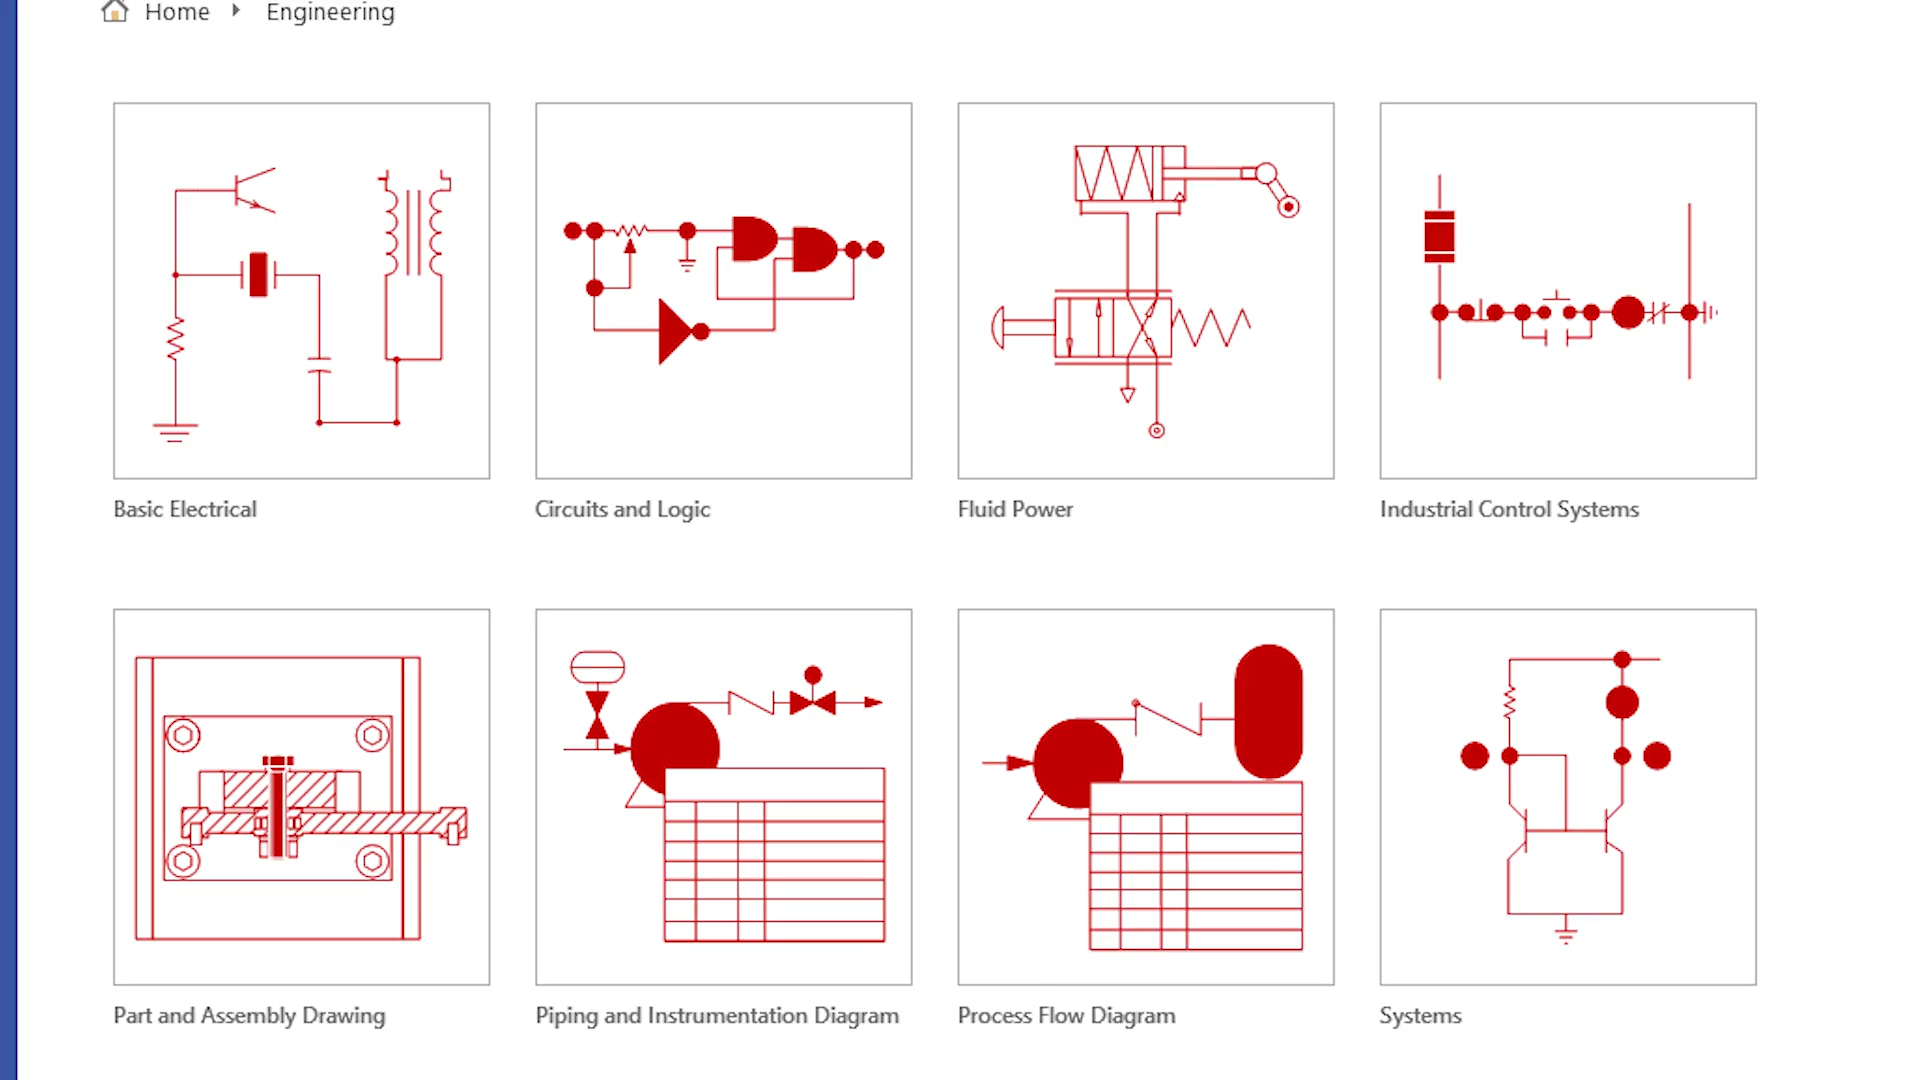 Home Engineering
Basic Electrical
Circuits and Logic
Fluid Power
Industrial Control Systems
Part and Assembly Drawing
Piping and Instrumentation Diagram
Process Flow Diagram
Systems